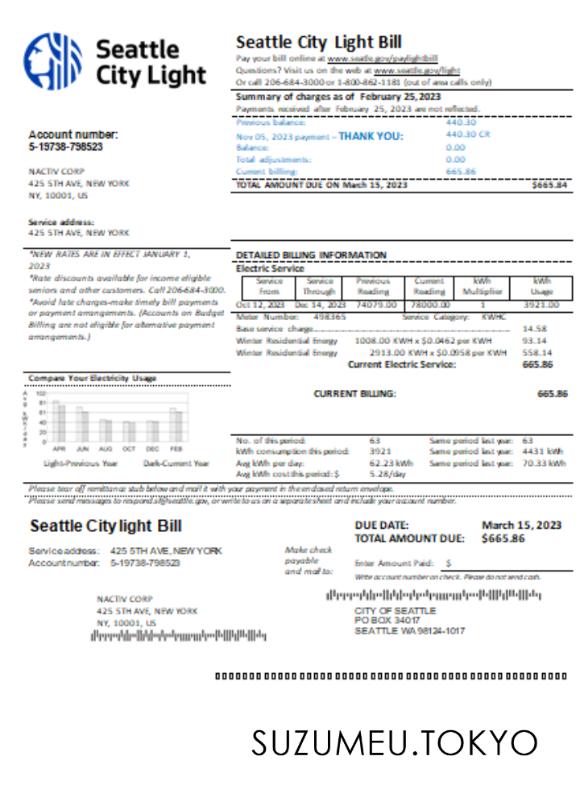 Seattle
City Light
Seattle City Light Bill
Pay your bill online at www.seatle.gov/paylightbill
Questions? Visit us on the web at www.seatle.gov/light
Or call 206-684-3000 or 1-800-862-1181 (out of area calls only)
Summary of charges as of February 25,2023
Payments received after February 25, 2023 are not reflected.
Previous balance: 440.30
Nov 05, 2023 payment – THANK YOU: 440.30 CR
Balance: 0.00
Total adjustments: 0.00
Current billing: 665.86
TOTAL AMOUNT DUE ON March 15, 2023 $665.84
Account number:
5-19738-798523
NACTIV CORP
425 5TH AVE, NEW YORK
NY, 10001, US
Service address:
425 5TH AVE, NEW YORK
*NEW RATES ARE IN EFFECT JANUARY 1,
2023
*Rate discounts available for income eligible
seniors and other customers. Call 206-684-3000.
*Avoid late charges-make timely bill payments
or payment arrangements. (Accounts on Budget
Billing are not eligible for alternative payment
arrangements.)
DETAILED BILLING INFORMATION
Electric Service
Service From Service Through Previous Reading Current Reading kWh Multiplier kWh Usage
Oct 12, 2023 Dec 14, 2023 74079.00 78000.00 1 3921.00
Meter Number: 498365 Service Category: KWHC
Base service charge 14.58
Winter Residential Energy 1008.00 KWH x $0.0462 per KWH 93.14
Winter Residential Energy 2913.00 KWH x $0.0958 per KWH 558.14
Current Electric Service: 665.86
CURRENT BILLING: 665.86
Compare Your Electricity Usage
Avg. kWh/day
102
81
61
40
20
0
APR JUN AUG OCT DEC FEB
Light-Previous Year Dark-Current Year
No. of this period: 63 Same period last year: 63
kWh consumption this period: 3921 Same period last year: 4431 kWh
Avg kWh per day: 62.23 kWh Same period last year: 70.33 kWh
Avg kWh cost this period: $ 5.28/day
Please tear off remittance stub below and mail it with your payment in the enclosed return envelope.
Please send messages to respond.sf@seattle.gov, or write to us on a separate sheet and include your account number.
Seattle City light Bill
Service address: 425 5TH AVE, NEW YORK
Account number: 5-19738-798523
Make check
payable
and mail to:
DUE DATE: March 15, 2023
TOTAL AMOUNT DUE: $665.86
Enter Amount Paid: $
Write account number on check. Please do not send cash.
NACTIV CORP
425 5TH AVE, NEW YORK
NY, 10001, US
CITY OF SEATTLE
PO BOX 34017
SEATTLE WA 98124-1017
SUZUMEU.TOKYO